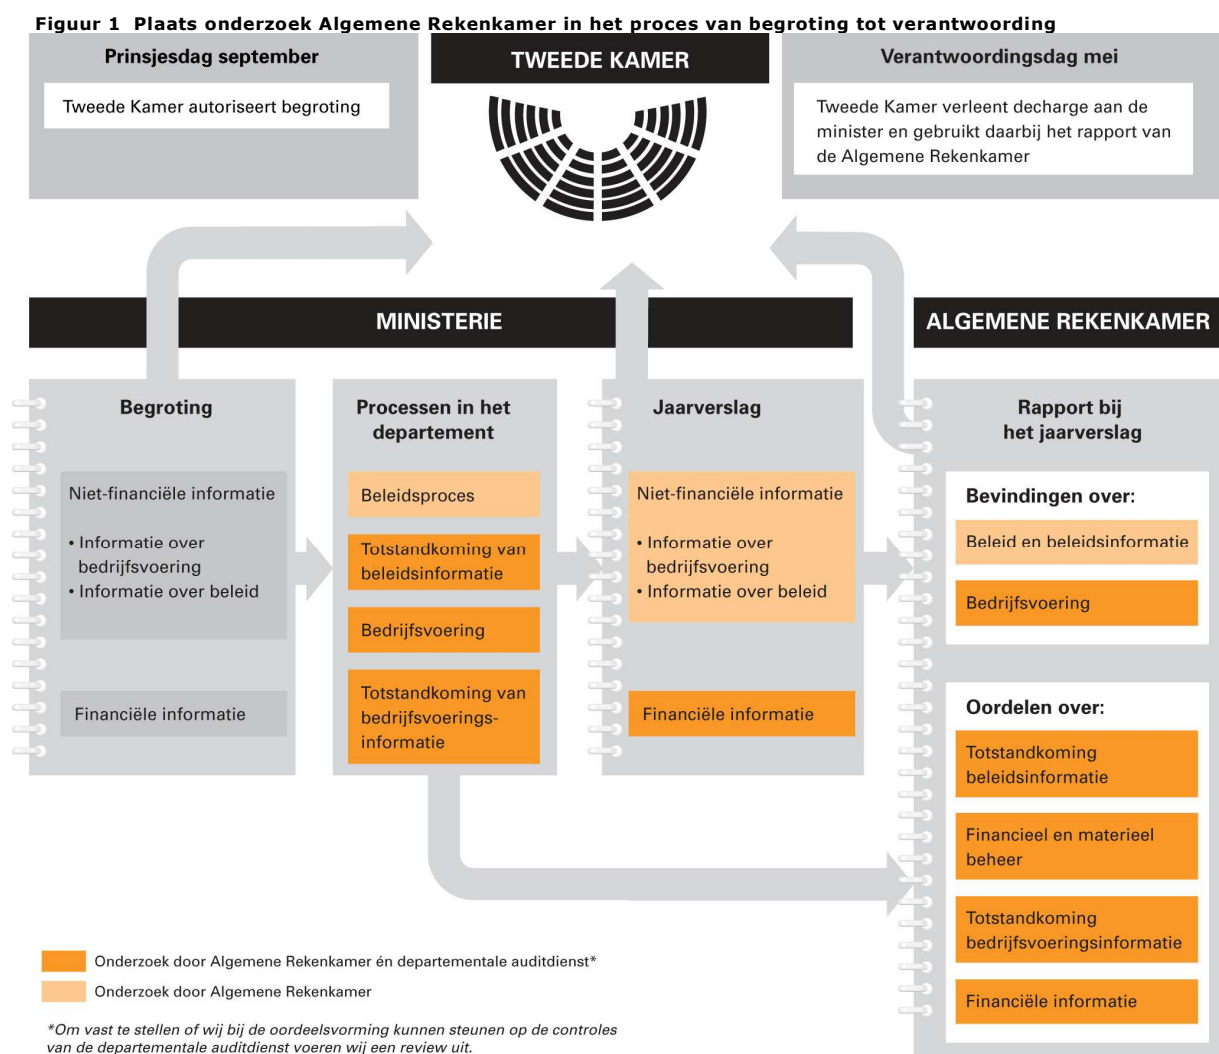 Figuur 1 Plaats onderzoek Algemene Rekenkamer in het proces van begroting tot verantwoording
Prinsjesdag september
Tweede Kamer autoriseert begroting
TWEEDE KAMER
Verantwoordingsdag mei
Tweede Kamer verleent decharge aan de
minister en gebruikt daarbij het rapport van
de Algemene Rekenkamer
MINISTERIE
ALGEMENE REKENKAMER
Begroting
Niet-financiële informatie
• Informatie over
bedrijfsvoering
• Informatie over beleid
Financiële informatie
Processen in het
departement
Beleidsproces
Totstandkoming van
beleidsinformatie
Bedrijfsvoering
Totstandkoming van
bedrijfsvoerings-
informatie
Jaarverslag
Niet-financiële informatie
• Informatie over
bedrijfsvoering
• Informatie over beleid
Financiële informatie
Rapport bij
het jaarverslag
Bevindingen over:
Beleid en beleidsinformatie
Bedrijfsvoering
Oordelen over:
Totstandkoming
beleidsinformatie
Financieel en materieel
beheer
Totstandkoming
bedrijfsvoeringsinformatie
Financiële informatie
Onderzoek door Algemene Rekenkamer én departementale auditdienst*
Onderzoek door Algemene Rekenkamer
*Om vast te stellen of wij bij de oordeelsvorming kunnen steunen op de controles
van de departementale auditdienst voeren wij een review uit.